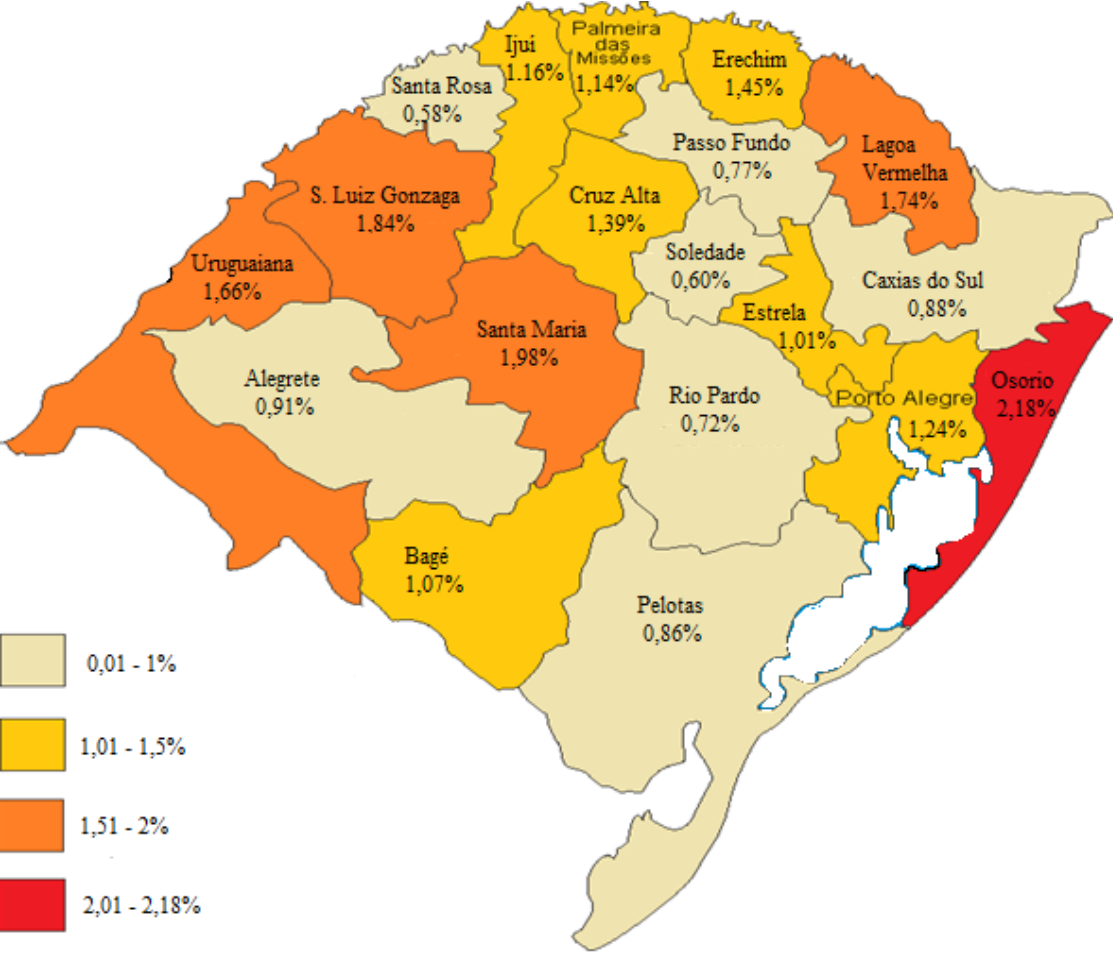 Ijuí
1.16%
Palmeira
das
Missões
1,14%
Erechim
1,45%
Santa Rosa
0,58%
Passo Fundo
0,77%
Lagoa
Vermelha
1,74%
S. Luiz Gonzaga
1,84%
Cruz Alta
1,39%
Soledade
0,60%
Uruguaiana
1,66%
Caxias do Sul
0,88%
Estrela
1,01%
Santa Maria
1,98%
Alegrete
0,91%
Rio Pardo
0,72%
Porto Alegre
1,24%
Osorio
2,18%
Bagé
1,07%
Pelotas
0,86%
0,01 - 1%
1,01 - 1,5%
1,51 - 2%
2,01 - 2,18%